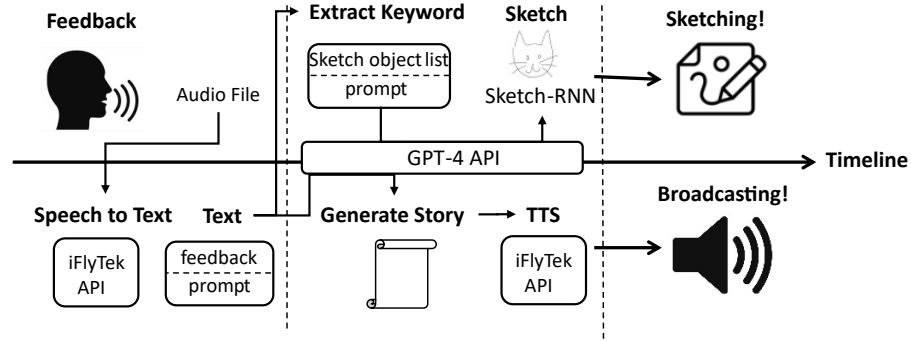 Feedback
Extract Keyword
Sketch
Sketching!
Sketch object list
prompt
Audio File
Sketch-RNN
GPT-4 API
Timeline
Speech to Text
Text
Generate Story
TTS
Broadcasting!
iFlyTek
API
feedback
prompt
iFlyTek
API